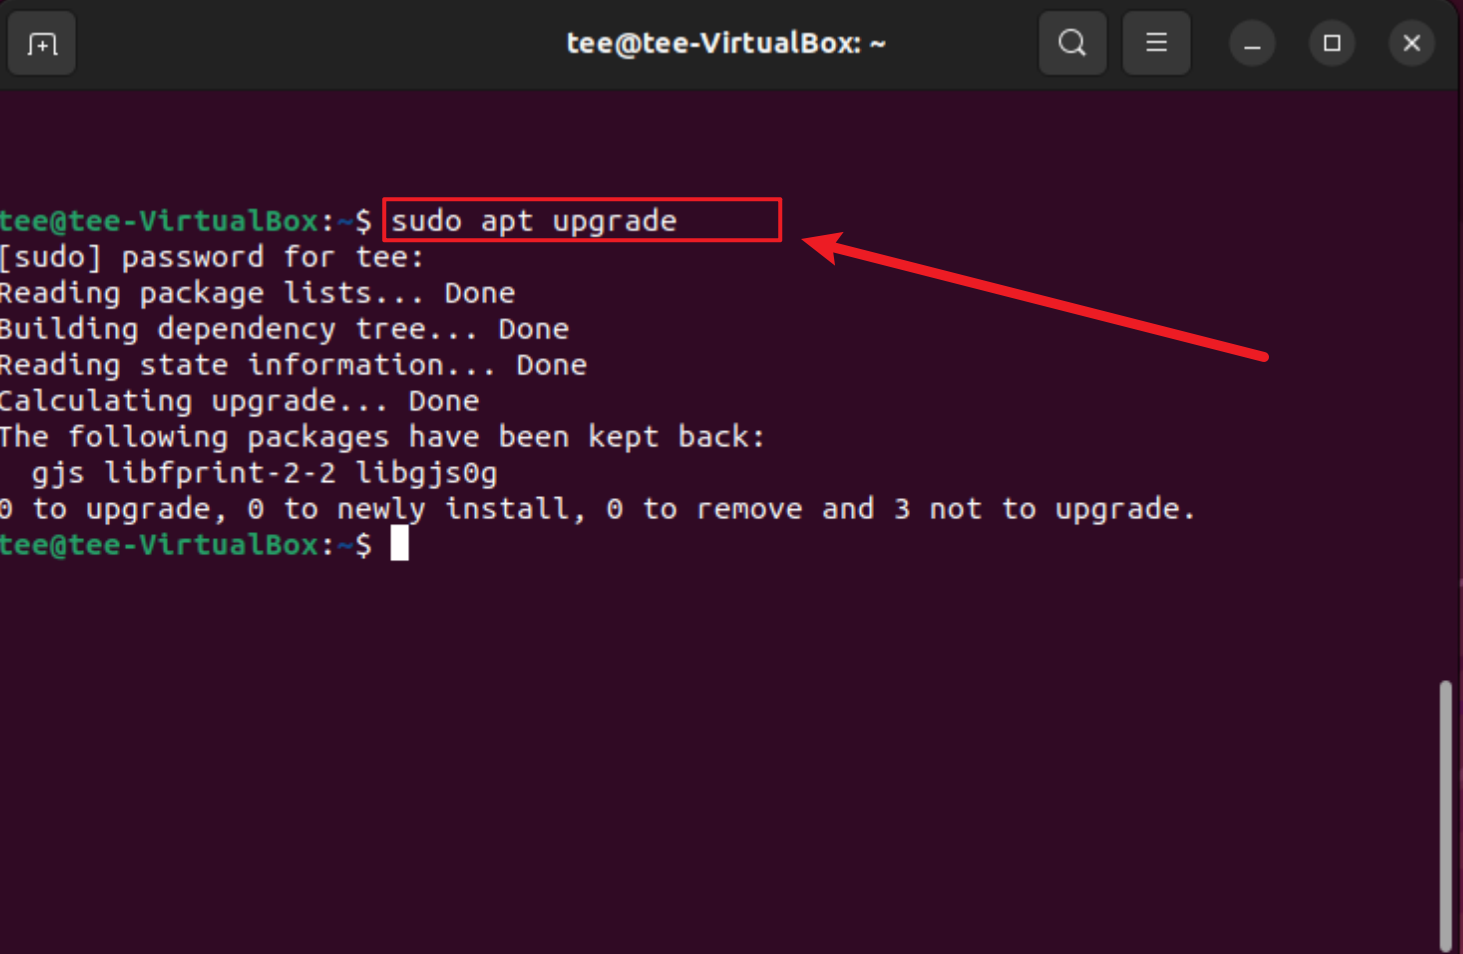 tee@tee-VirtualBox: ~
tee@tee-VirtualBox:~$ sudo apt upgrade
[sudo] password for tee:
Reading package lists... Done
Building dependency tree... Done
Reading state information... Done
Calculating upgrade... Done
The following packages have been kept back:
  gjs libfprint-2-2 libgjs0g
0 to upgrade, 0 to newly install, 0 to remove and 3 not to upgrade.
tee@tee-VirtualBox:~$